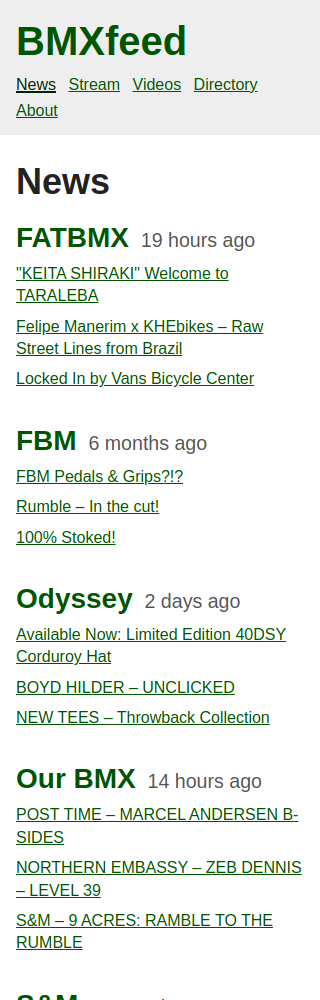 BMXfeed
News Stream Videos Directory
About
News
FATBMX 19 hours ago
"KEITA SHIRAKI" Welcome to
TARALEBA
Felipe Manerim x KHEbikes – Raw
Street Lines from Brazil
Locked In by Vans Bicycle Center
FBM 6 months ago
FBM Pedals & Grips?!?
Rumble – In the cut!
100% Stoked!
Odyssey 2 days ago
Available Now: Limited Edition 40DSY
Corduroy Hat
BOYD HILDER – UNCLICKED
NEW TEES – Throwback Collection
Our BMX 14 hours ago
POST TIME – MARCEL ANDERSEN B-
SIDES
NORTHERN EMBASSY – ZEB DENNIS
– LEVEL 39
S&M – 9 ACRES: RAMBLE TO THE
RUMBLE
S&M